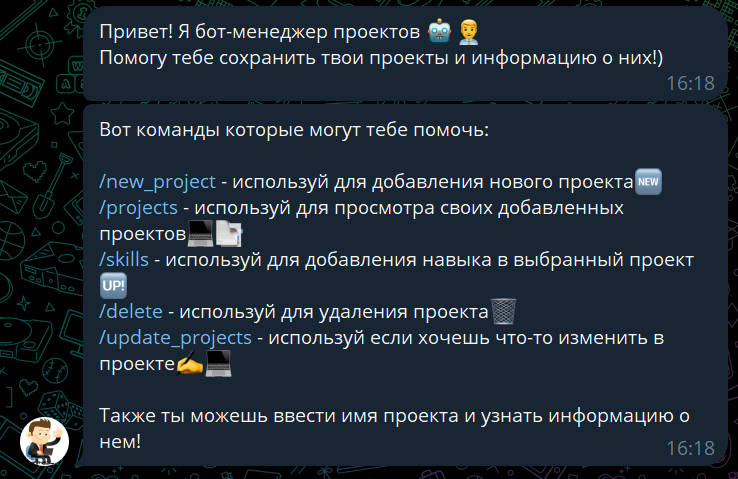 Привет! Я бот-менеджер проектов 🤖 👨‍💼
Помогу тебе сохранить твои проекты и информацию о них!)
16:18
Вот команды которые могут тебе помочь:
/new_project - используй для добавления нового проекта🆕
/projects - используй для просмотра своих добавленных
проектов💻📑
/skills - используй для добавления навыка в выбранный проект
🆙
/delete - используй для удаления проекта🗑
/update_projects - используй если хочешь что-то изменить в
проекте✍💻
Также ты можешь ввести имя проекта и узнать информацию о
нем!
16:18